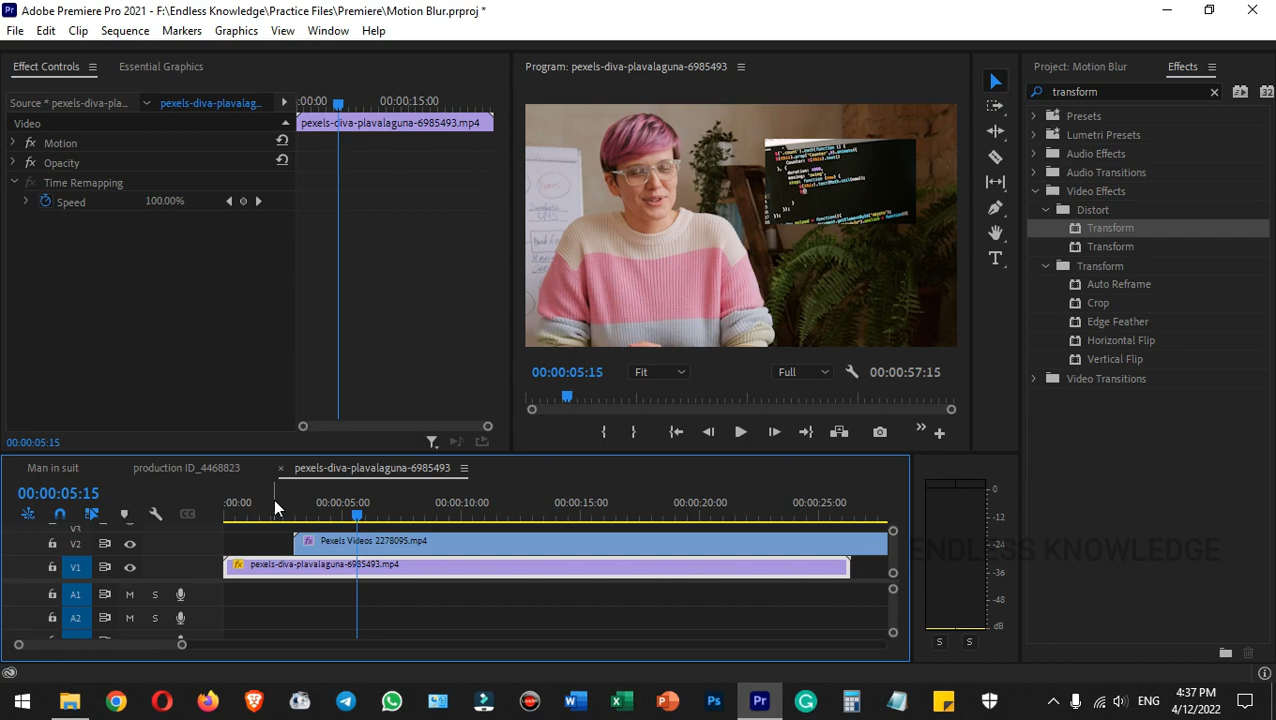 Adobe Premiere Pro 2021 - F:\Endless Knowledge\Practice Files\Premiere\Motion Blur.prproj *
File Edit Clip Sequence Markers Graphics View Window Help
Effect Controls Essential Graphics
Source * pexels-diva-pla... pexels-diva-plavalag...
:00:00 00:00:15:00
Video
pexels-diva-plavalaguna-6985493.mp4
fx Motion
fx Opacity
fx Time Remapping
Speed 100.00%
00:00:05:15
Program: pexels-diva-plavalaguna-6985493
00:00:05:15 Fit Full 00:00:57:15
Project: Motion Blur Effects
transform
32
Presets
Lumetri Presets
Audio Effects
Audio Transitions
Video Effects
Distort
Transform
Transform
Transform
Auto Reframe
Crop
Edge Feather
Horizontal Flip
Vertical Flip
Video Transitions
Man in suit production ID_4468823 × pexels-diva-plavalaguna-6985493
00:00:05:15
:00:00 00:00:05:00 00:00:10:00 00:00:15:00 00:00:20:00 00:00:25:00
V3
V2 fx Pexels Videos 2278095.mp4
V1 fx pexels-diva-plavalaguna-6985493.mp4
A1 M S
A2 M S
0
-12
-24
-36
-48
dB
S S
ENDLESS KNOWLEDGE
ENG
4:37 PM
4/12/2022